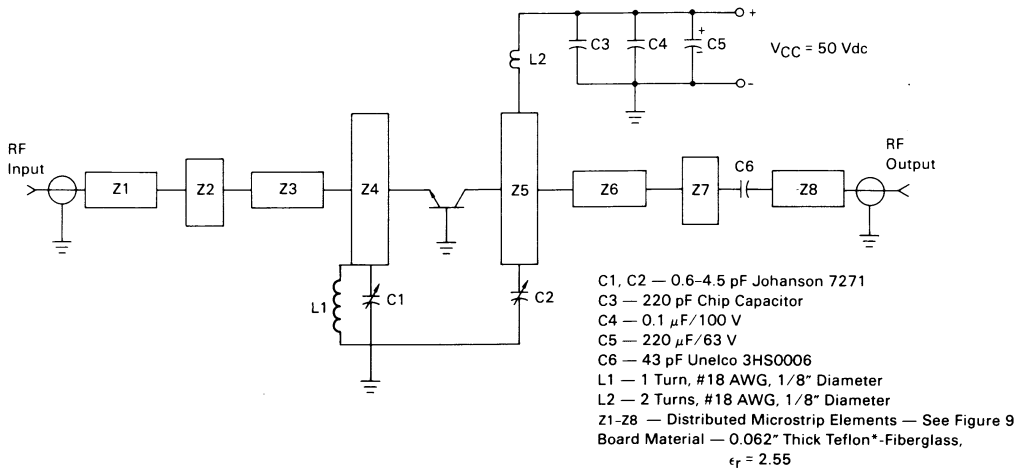 L2
C3
C4
+
C5
–
+
VCC = 50 Vdc
–
RF
Input
Z1
Z2
Z3
Z4
Z5
Z6
Z7
C6
Z8
RF
Output
L1
C1
C2
C1, C2 — 0.6–4.5 pF Johanson 7271
C3 — 220 pF Chip Capacitor
C4 — 0.1 μF/100 V
C5 — 220 μF/63 V
C6 — 43 pF Unelco 3HS0006
L1 — 1 Turn, #18 AWG, 1/8″ Diameter
L2 — 2 Turns, #18 AWG, 1/8″ Diameter
Z1–Z8 — Distributed Microstrip Elements — See Figure 9
Board Material — 0.062″ Thick Teflon*-Fiberglass,
εr = 2.55